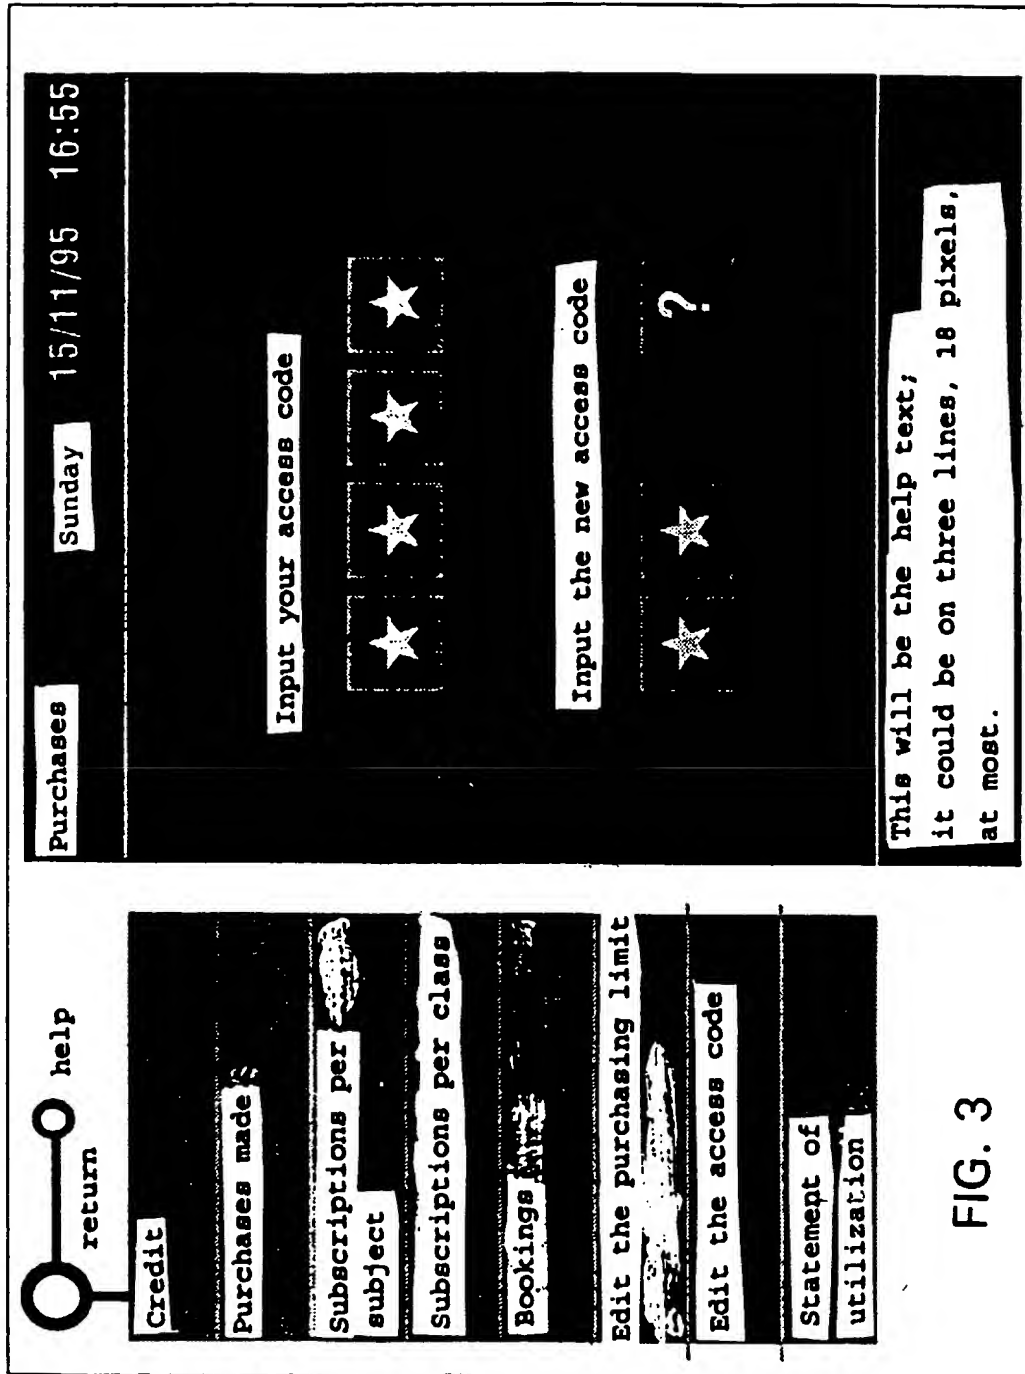 return
help
Credit
Purchases made
Subscriptions per
subject
Subscriptions per class
Bookings
Edit the purchasing limit
Edit the access code
Statement of
utilization
Purchases
Sunday
15/11/95 16:55
Input your access code
Input the new access code
?
This will be the help text;
it could be on three lines, 18 pixels,
at most.
FIG. 3